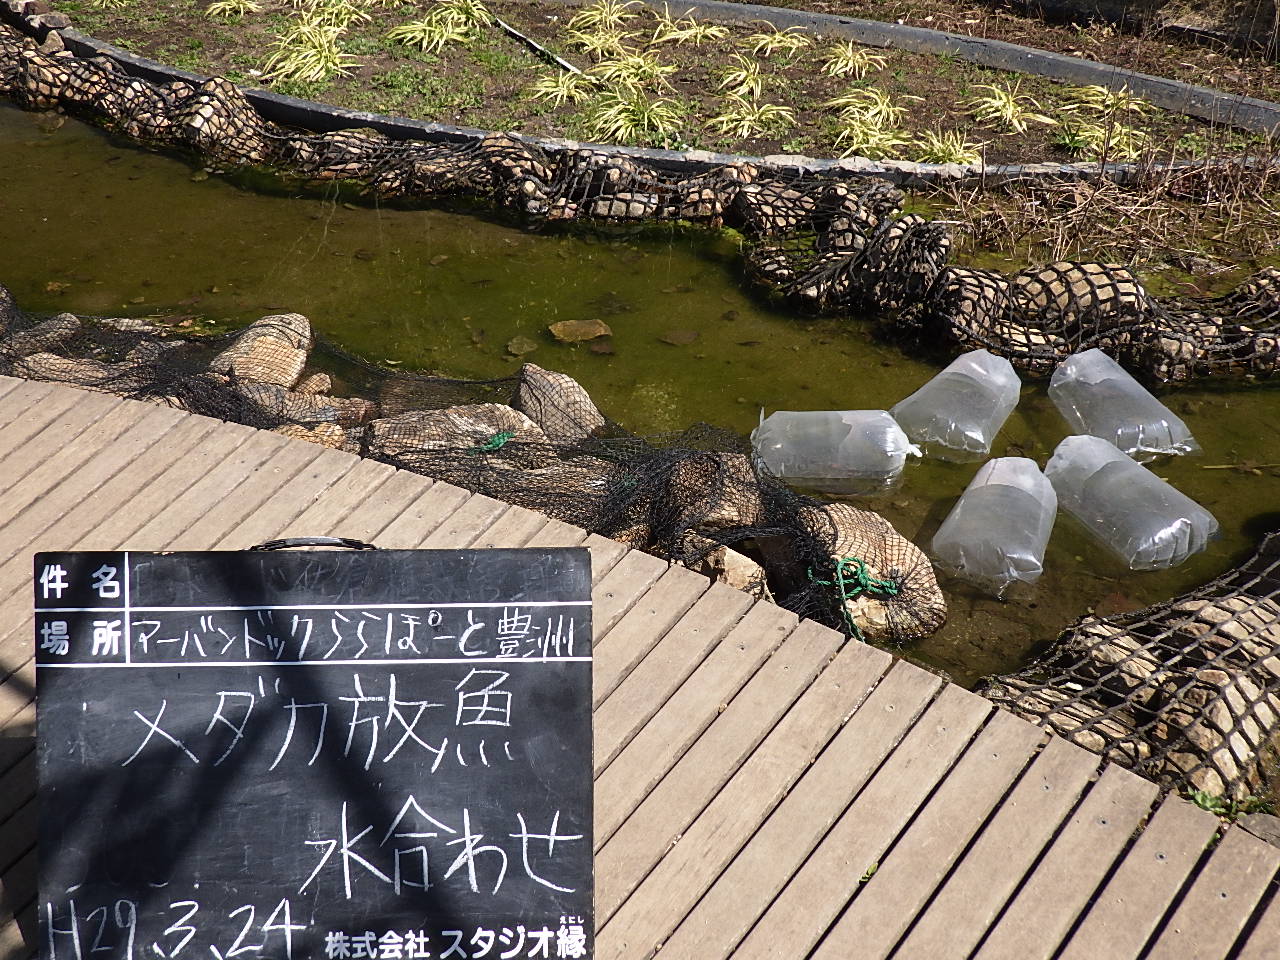 件名
場所 アーバンドックららぽーと豊洲
メダカ放魚
水合わせ
H29.3.24
えにし
株式会社 スタジオ縁